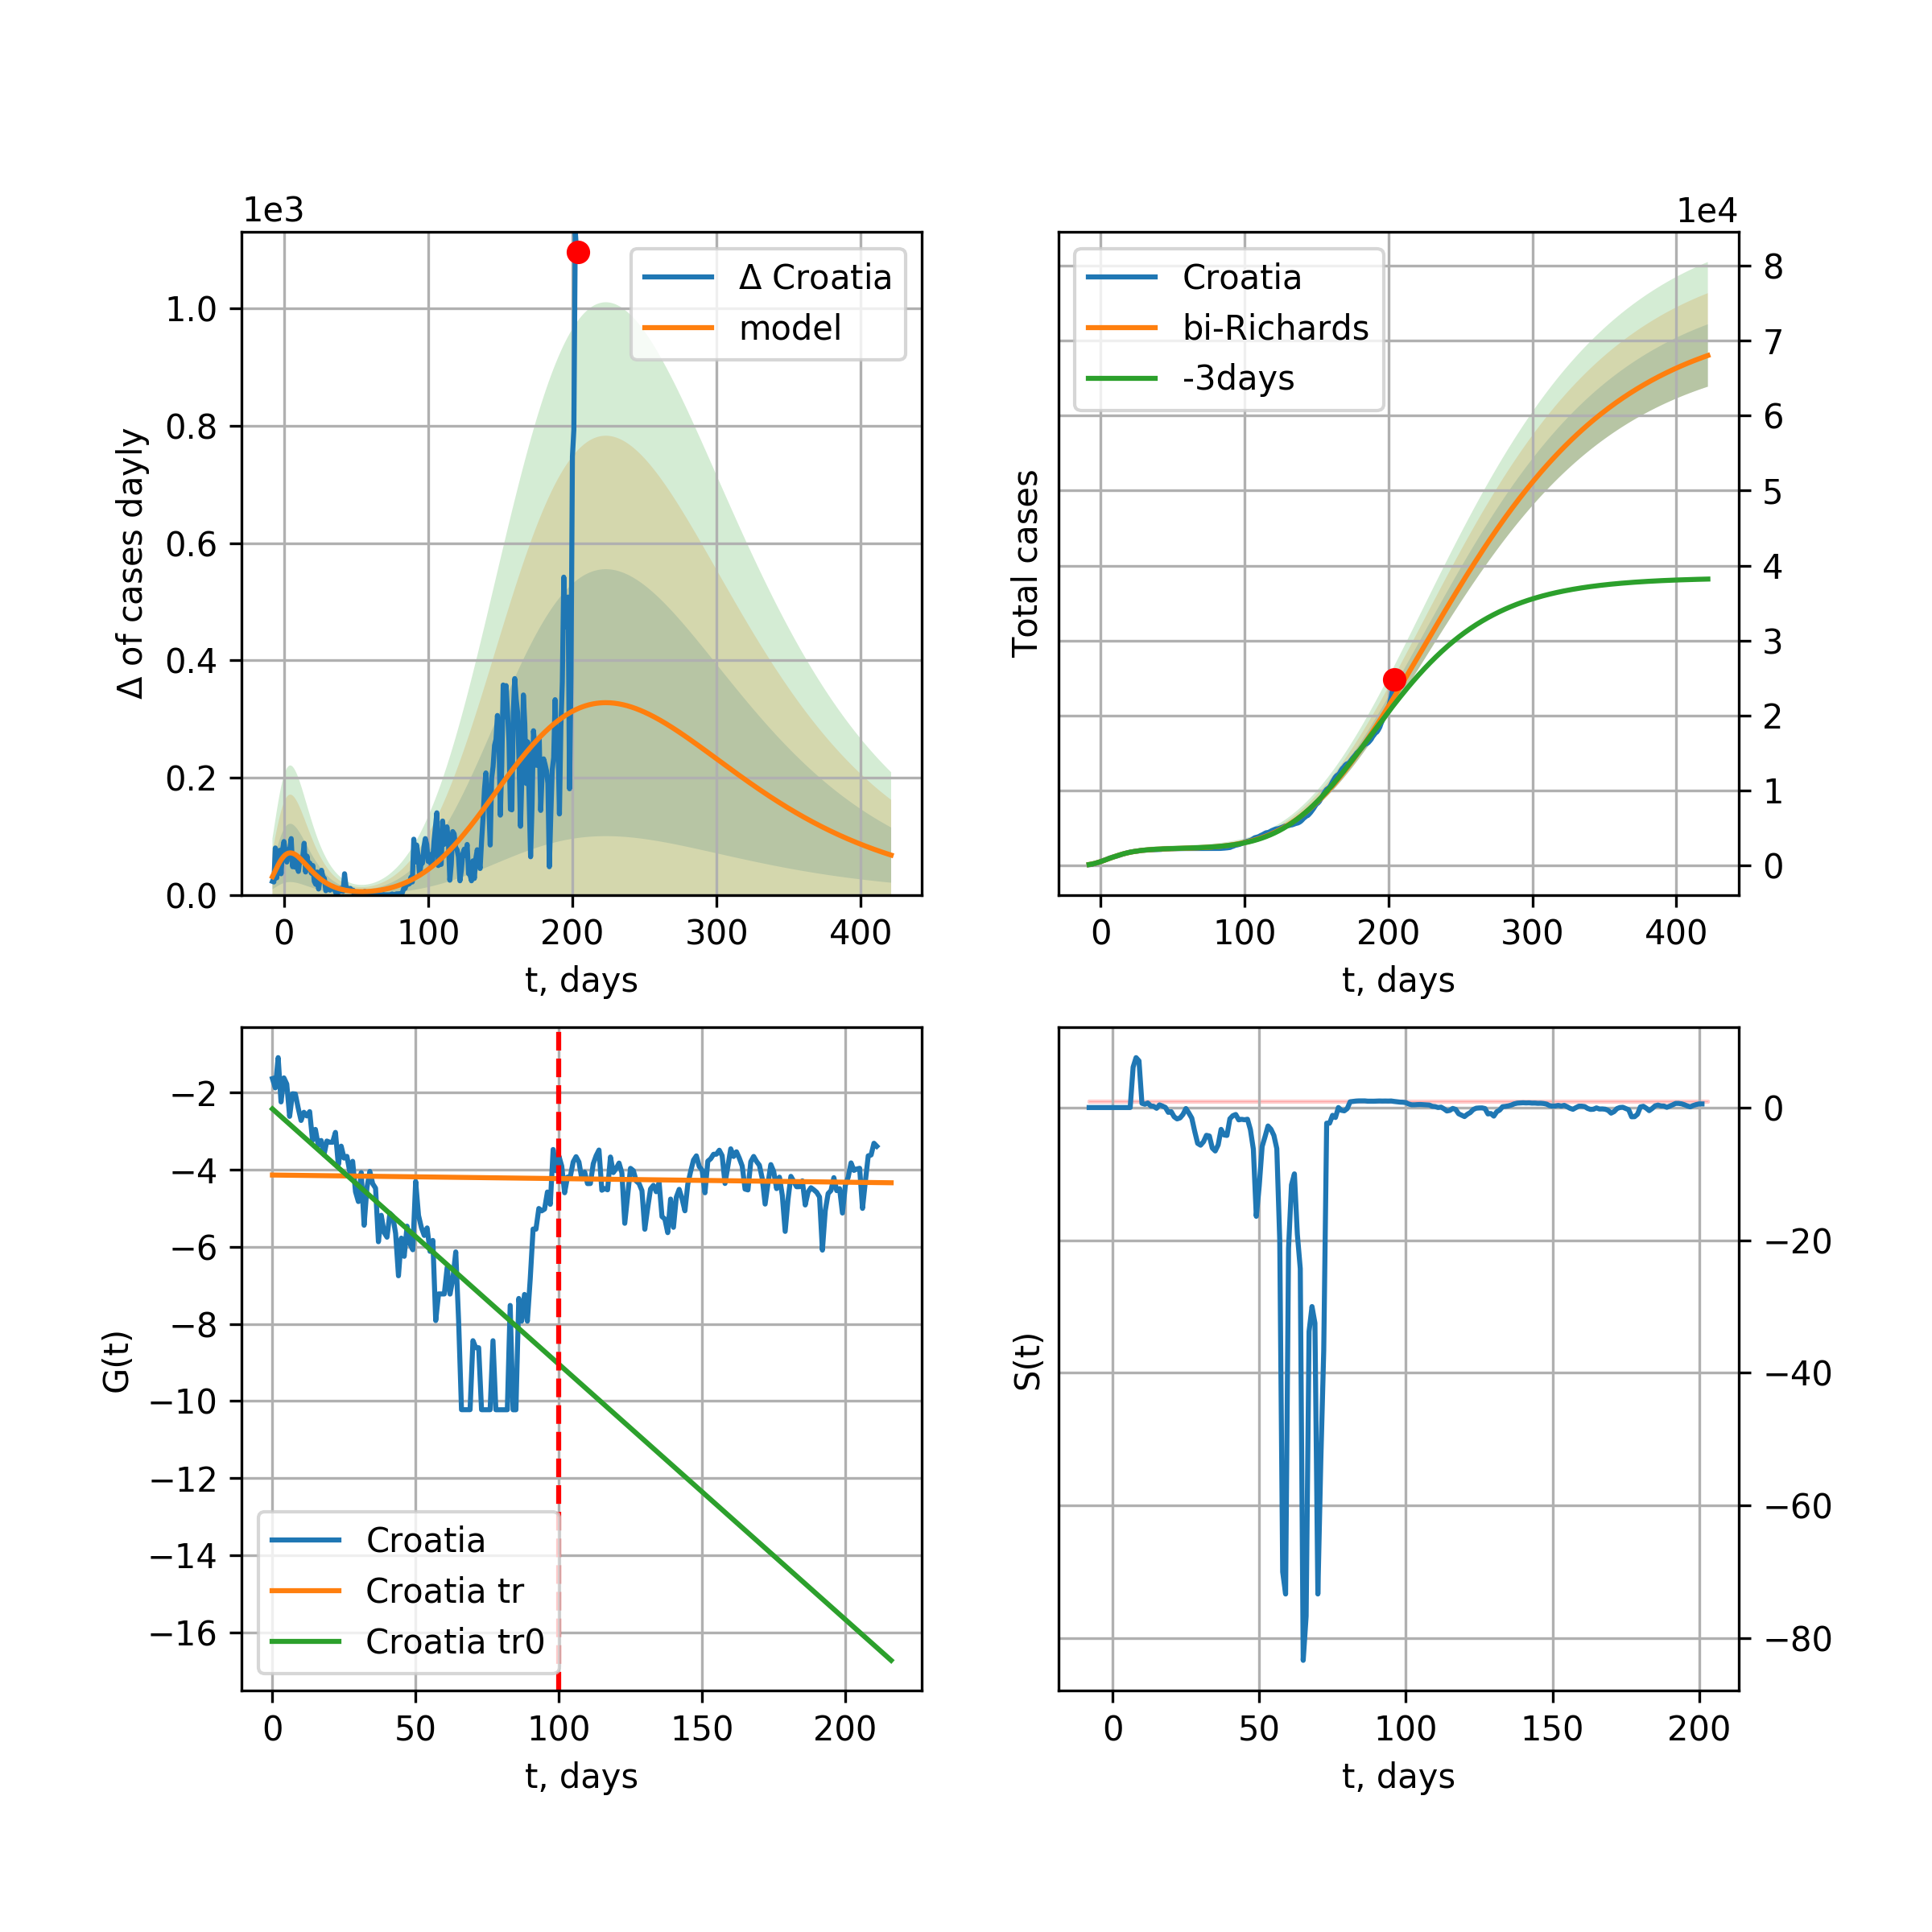 1e3
Δ of cases dayly
1.0
0.8
0.6
0.4
0.2
0.0
Δ Croatia
model
0 100 200 300 400
t, days
1e4
Total cases
Croatia
bi-Richards
-3days
8
7
6
5
4
3
2
1
0
0 100 200 300 400
t, days
G(t)
−2
−4
−6
−8
−10
−12
−14
−16
Croatia
Croatia tr
Croatia tr0
0 50 100 150 200
t, days
S(t)
0
−20
−40
−60
−80
0 50 100 150 200
t, days